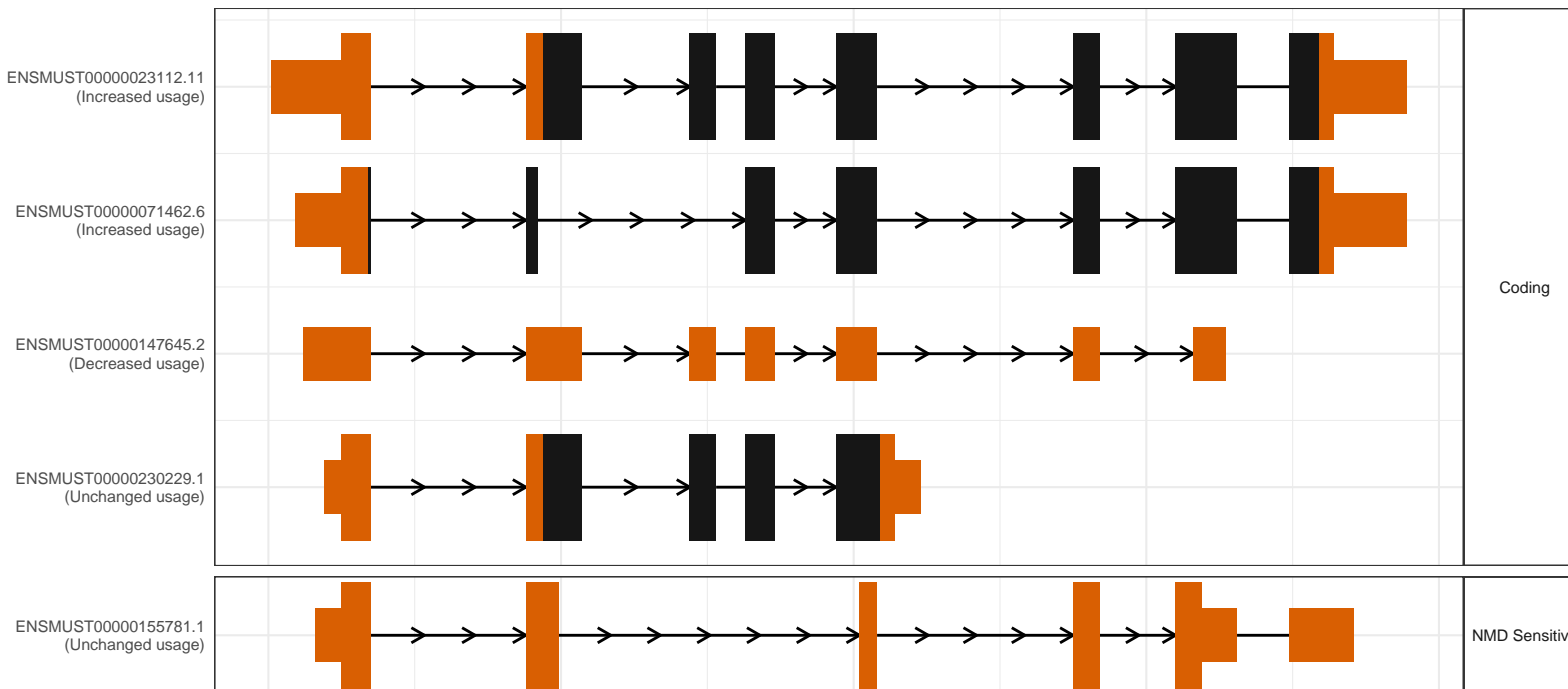 ENSMUST00000023112.11
(Increased usage)
ENSMUST00000071462.6
(Increased usage)
Coding
ENSMUST00000147645.2
(Decreased usage)
ENSMUST00000230229.1
(Unchanged usage)
ENSMUST00000155781.1
(Unchanged usage)
NMD Sensitiv